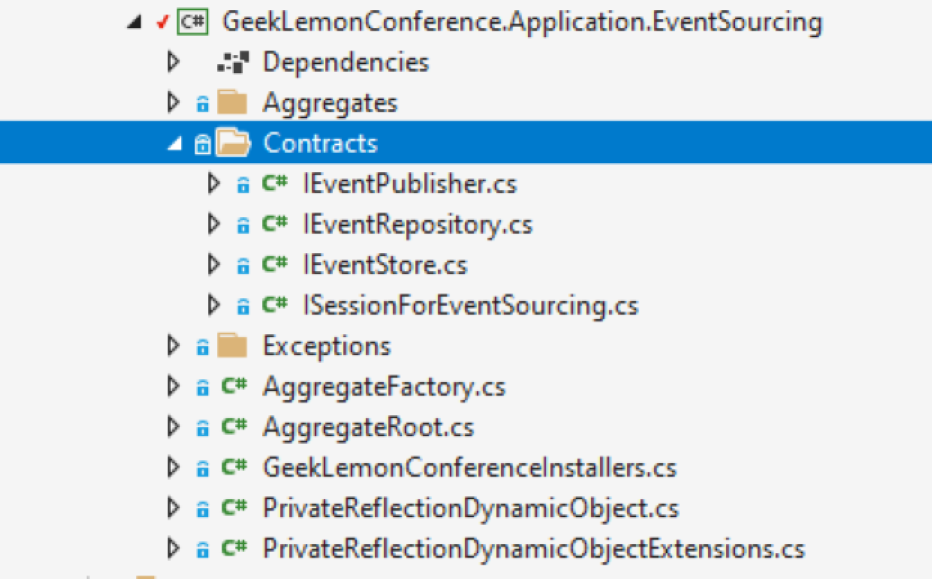 C# GeekLemonConference.Application.EventSourcing
Dependencies
Aggregates
Contracts
C# IEventPublisher.cs
C# IEventRepository.cs
C# IEventStore.cs
C# ISessionForEventSourcing.cs
Exceptions
C# AggregateFactory.cs
C# AggregateRoot.cs
C# GeekLemonConferenceInstallers.cs
C# PrivateReflectionDynamicObject.cs
C# PrivateReflectionDynamicObjectExtensions.cs